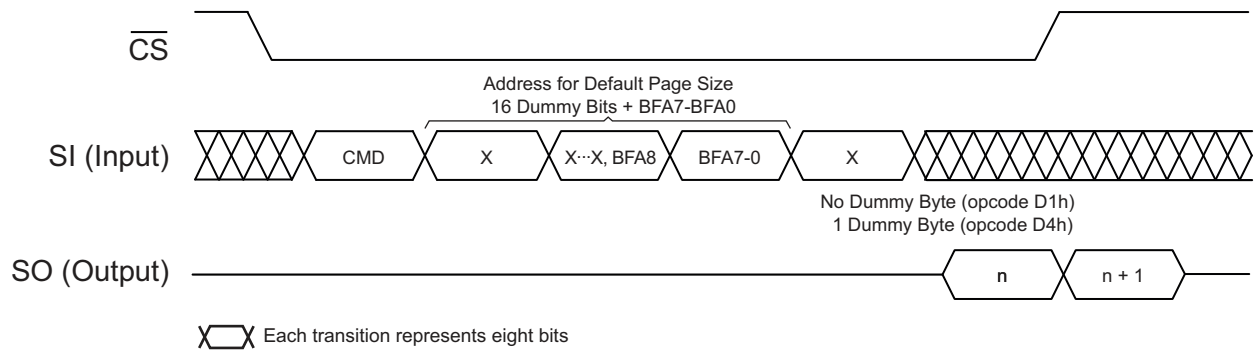 CS
Address for Default Page Size
16 Dummy Bits + BFA7-BFA0
SI (Input)
CMD
X
X···X, BFA8
BFA7-0
X
No Dummy Byte (opcode D1h)
1 Dummy Byte (opcode D4h)
SO (Output)
n
n + 1
Each transition represents eight bits